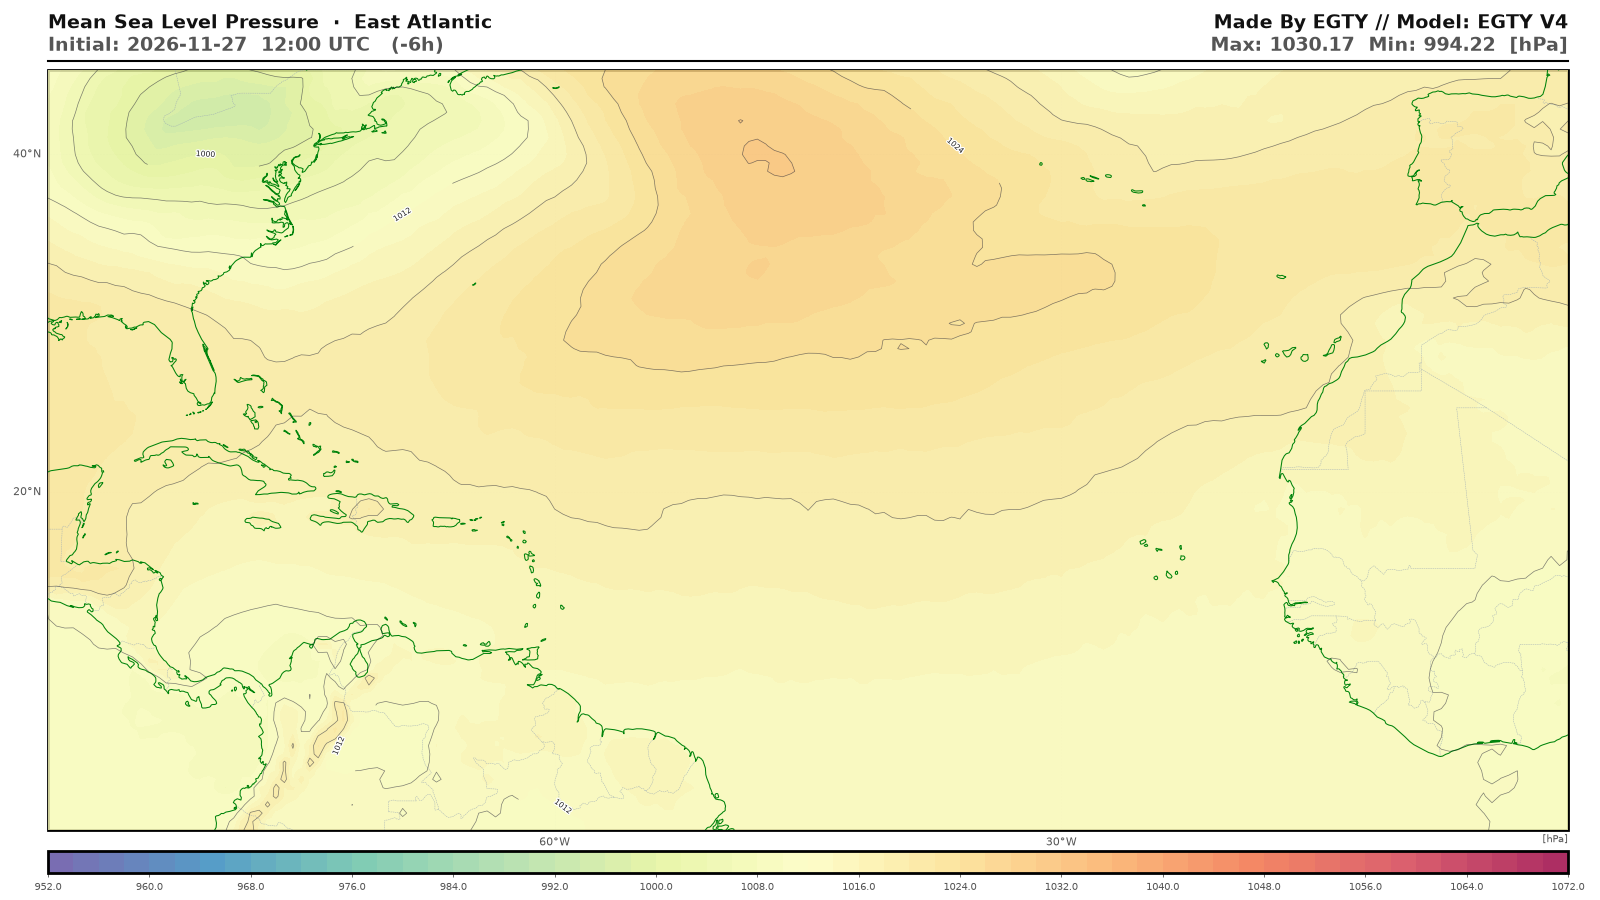 Mean Sea Level Pressure · East Atlantic
Made By EGTY // Model: EGTY V4
Initial: 2026-11-27 12:00 UTC (-6h)
Max: 1030.17 Min: 994.22 [hPa]
40°N
20°N
1000
1012
1024
1012
1012
60°W
30°W
[hPa]
952.0 960.0 968.0 976.0 984.0 992.0 1000.0 1008.0 1016.0 1024.0 1032.0 1040.0 1048.0 1056.0 1064.0 1072.0